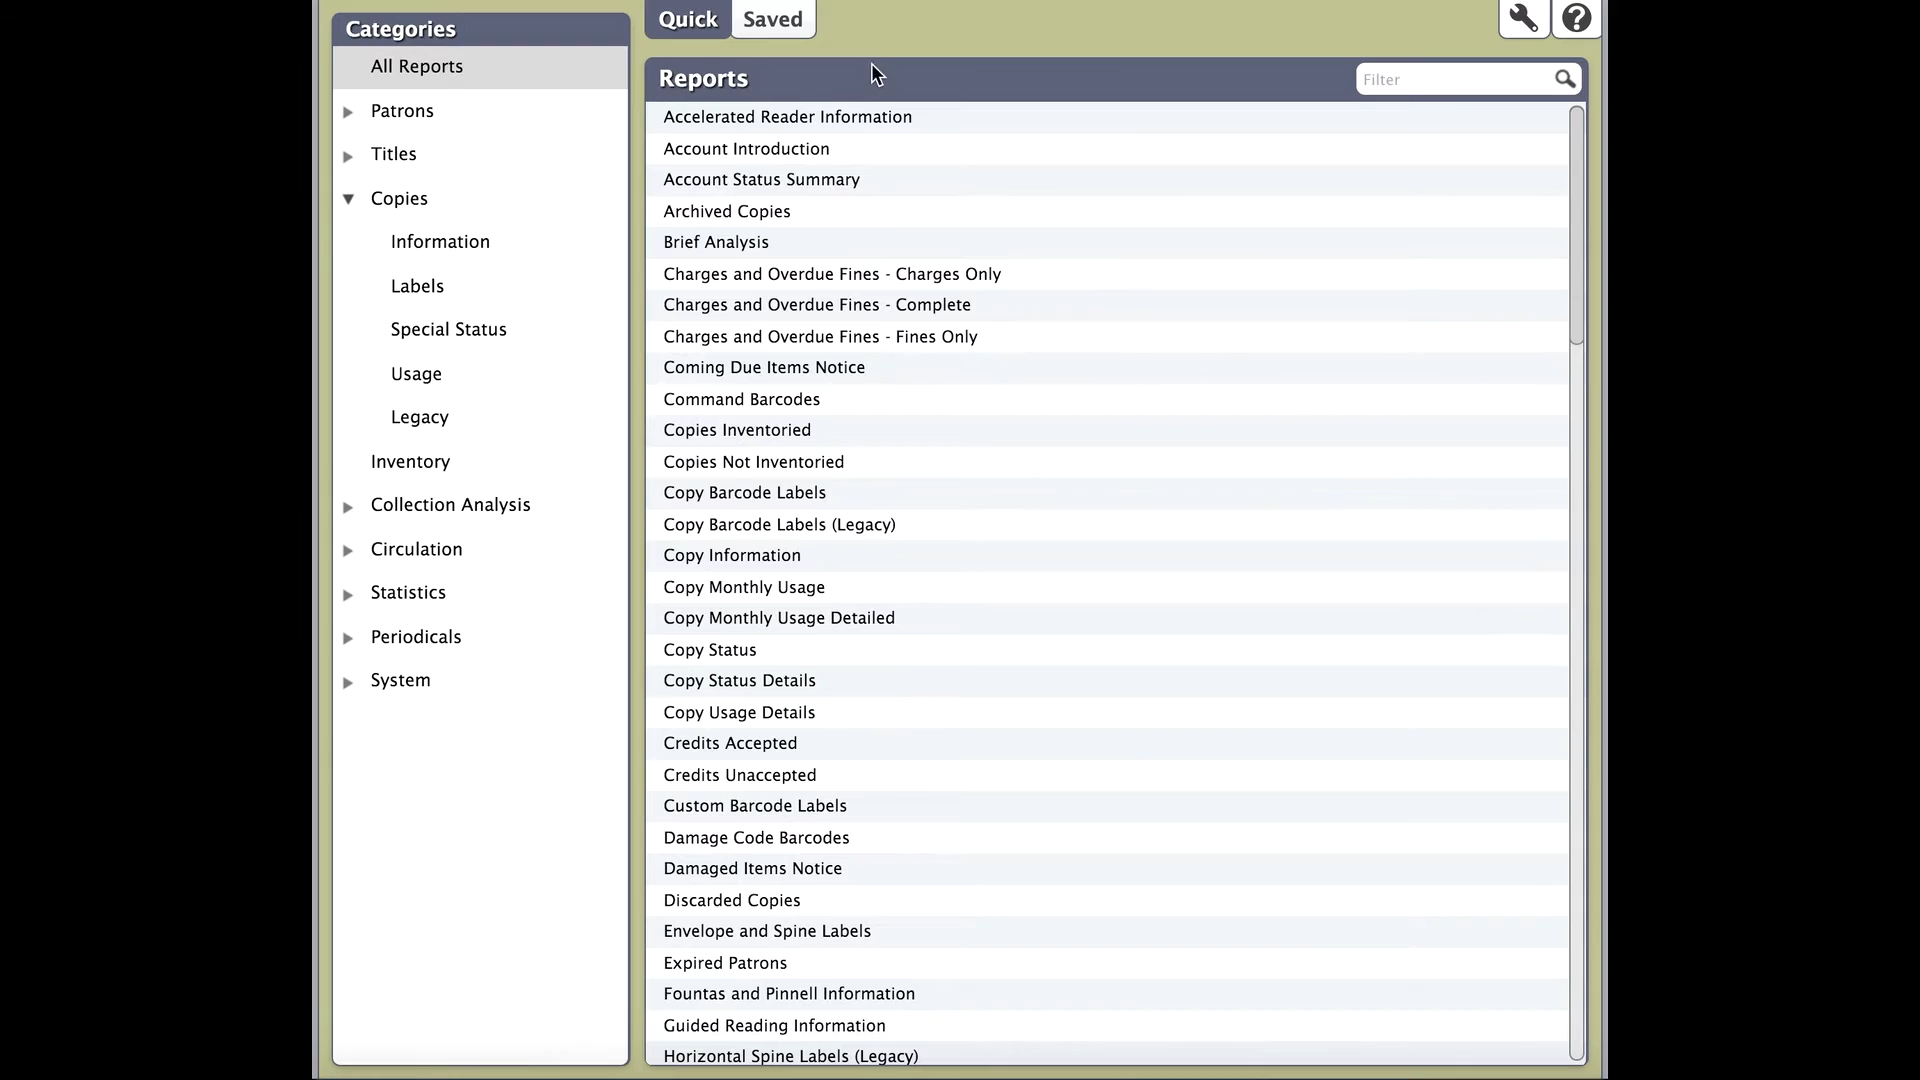 Categories
All Reports
Patrons
Titles
Copies
Information
Labels
Special Status
Usage
Legacy
Inventory
Collection Analysis
Circulation
Statistics
Periodicals
System
Quick
Saved
Reports
Filter
Accelerated Reader Information
Account Introduction
Account Status Summary
Archived Copies
Brief Analysis
Charges and Overdue Fines - Charges Only
Charges and Overdue Fines - Complete
Charges and Overdue Fines - Fines Only
Coming Due Items Notice
Command Barcodes
Copies Inventoried
Copies Not Inventoried
Copy Barcode Labels
Copy Barcode Labels (Legacy)
Copy Information
Copy Monthly Usage
Copy Monthly Usage Detailed
Copy Status
Copy Status Details
Copy Usage Details
Credits Accepted
Credits Unaccepted
Custom Barcode Labels
Damage Code Barcodes
Damaged Items Notice
Discarded Copies
Envelope and Spine Labels
Expired Patrons
Fountas and Pinnell Information
Guided Reading Information
Horizontal Spine Labels (Legacy)